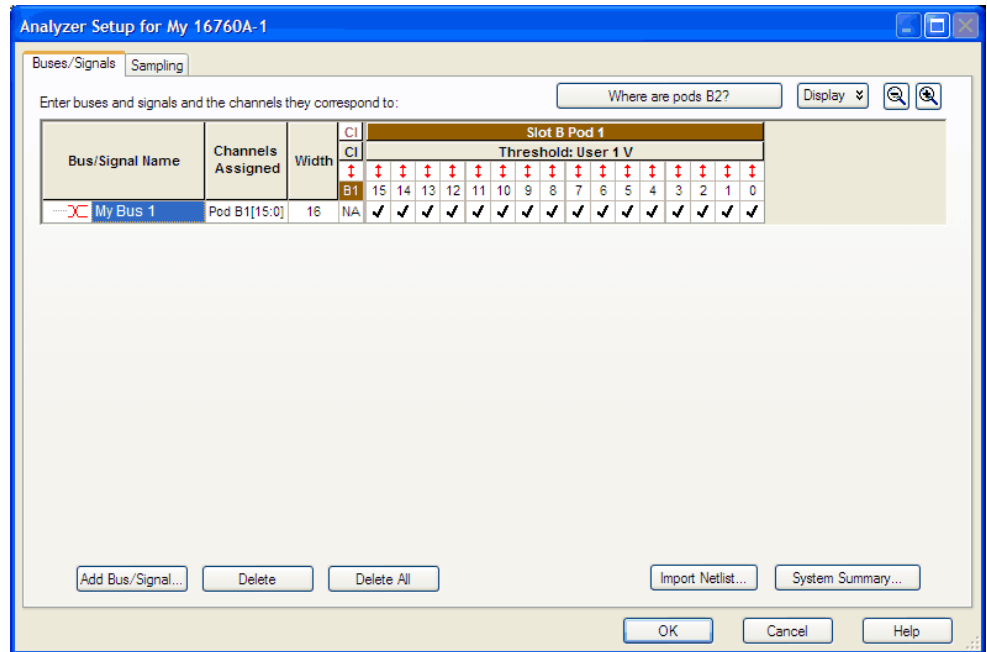 Analyzer Setup for My 16760A-1
Buses/Signals Sampling
Enter buses and signals and the channels they correspond to:
Where are pods B2? Display
Bus/Signal Name Channels Assigned Width
Cl Slot B Pod 1
Cl Threshold: User 1 V
B1 15 14 13 12 11 10 9 8 7 6 5 4 3 2 1 0
My Bus 1 Pod B1[15:0] 16 NA
Add Bus/Signal... Delete Delete All Import Netlist... System Summary...
OK Cancel Help